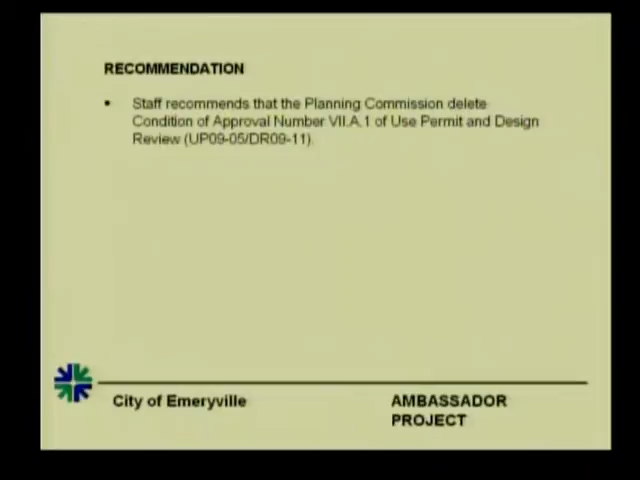 RECOMMENDATION
• Staff recommends that the Planning Commission delete
Condition of Approval Number VII.A.1 of Use Permit and Design
Review (UP09-05/DR09-11).
City of Emeryville
AMBASSADOR
PROJECT